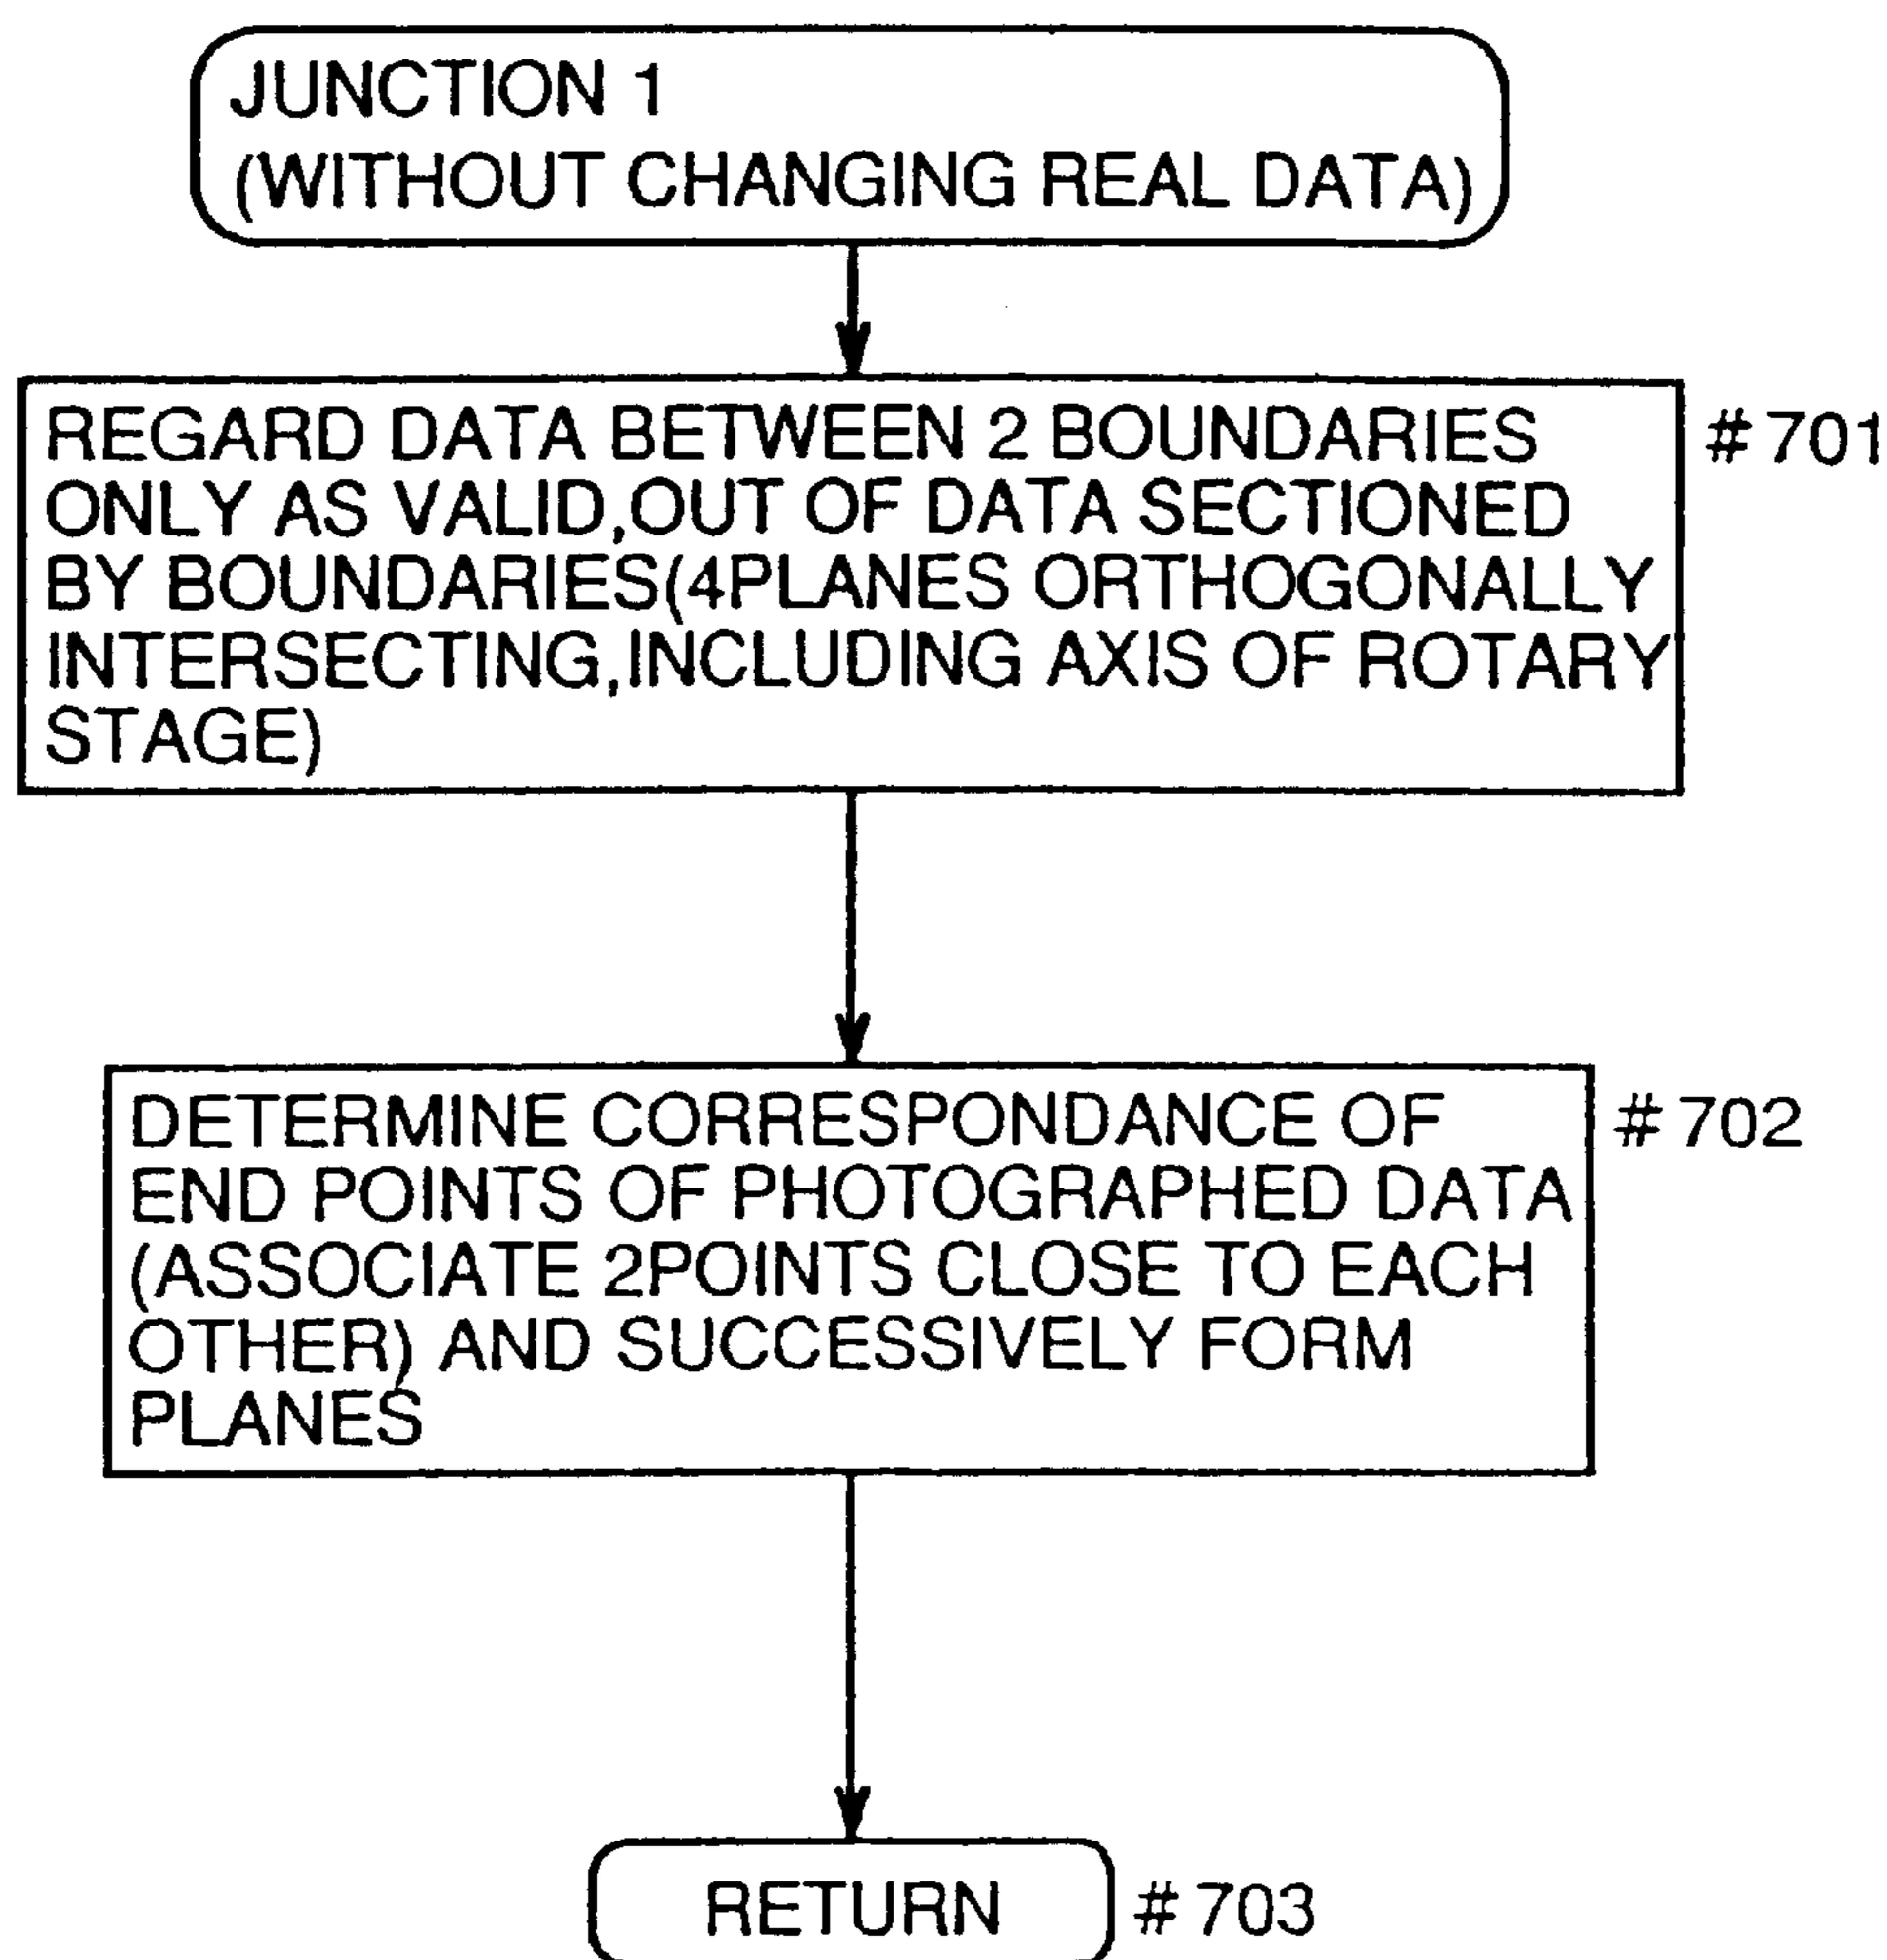 JUNCTION 1
(WITHOUT CHANGING REAL DATA)
REGARD DATA BETWEEN 2 BOUNDARIES
ONLY AS VALID,OUT OF DATA SECTIONED
BY BOUNDARIES(4PLANES ORTHOGONALLY
INTERSECTING,INCLUDING AXIS OF ROTARY
STAGE)
#701
DETERMINE CORRESPONDANCE OF
END POINTS OF PHOTOGRAPHED DATA
(ASSOCIATE 2POINTS CLOSE TO EACH
OTHER) AND SUCCESSIVELY FORM
PLANES
#702
RETURN
#703